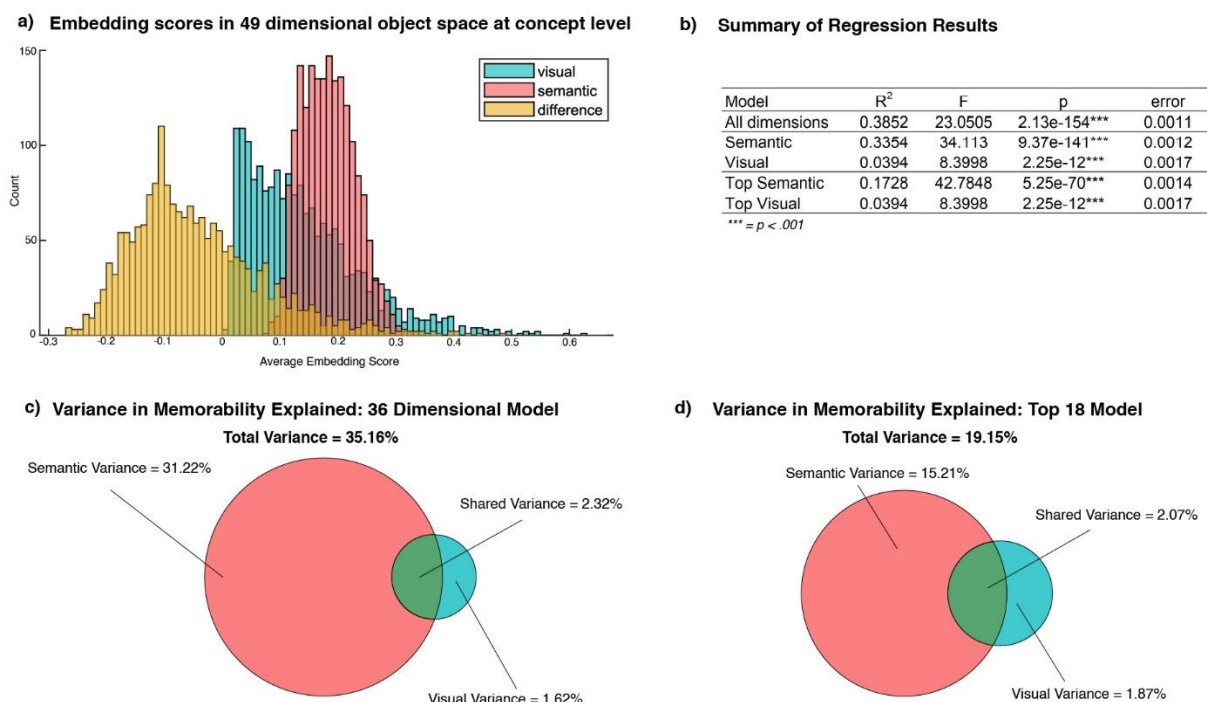 a) Embedding scores in 49 dimensional object space at concept level
150
100
50
0
Count
-0.3 -0.2 -0.1 0 0.1 0.2 0.3 0.4 0.5 0.6
Average Embedding Score
visual
semantic
difference
b) Summary of Regression Results
Model R² F p error
All dimensions 0.3852 23.0505 2.13e-154*** 0.0011
Semantic 0.3354 34.113 9.37e-141*** 0.0012
Visual 0.0394 8.3998 2.25e-12*** 0.0017
Top Semantic 0.1728 42.7848 5.25e-70*** 0.0014
Top Visual 0.0394 8.3998 2.25e-12*** 0.0017
*** = p < .001
c) Variance in Memorability Explained: 36 Dimensional Model
Total Variance = 35.16%
Semantic Variance = 31.22%
Shared Variance = 2.32%
Visual Variance = 1.62%
d) Variance in Memorability Explained: Top 18 Model
Total Variance = 19.15%
Semantic Variance = 15.21%
Shared Variance = 2.07%
Visual Variance = 1.87%